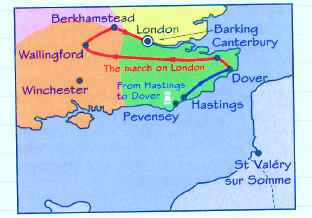 Berkhamstead
London
Barking
Canterbury
Wallingford
The march on London
Dover
Winchester
From Hastings
to Dover
Hastings
Pevensey
St Valéry
sur Somme